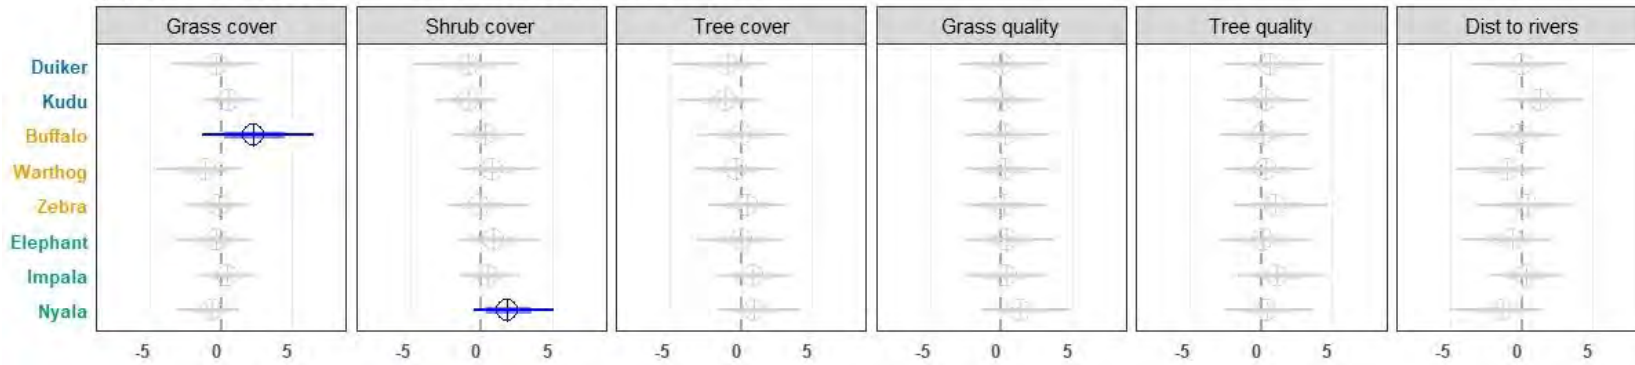 Grass cover Shrub cover Tree cover Grass quality Tree quality Dist to rivers
Duiker
Kudu
Buffalo
Warthog
Zebra
Elephant
Impala
Nyala
-5 0 5 -5 0 5 -5 0 5 -5 0 5 -5 0 5 -5 0 5